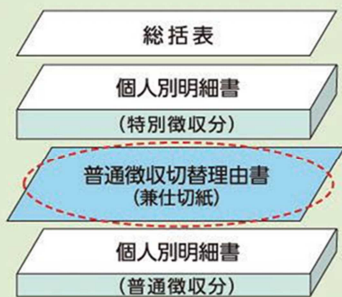 総括表
個人別明細書
(特別徴収分)
普通徴収切替理由書
(兼仕切紙)
個人別明細書
(普通徴収分)